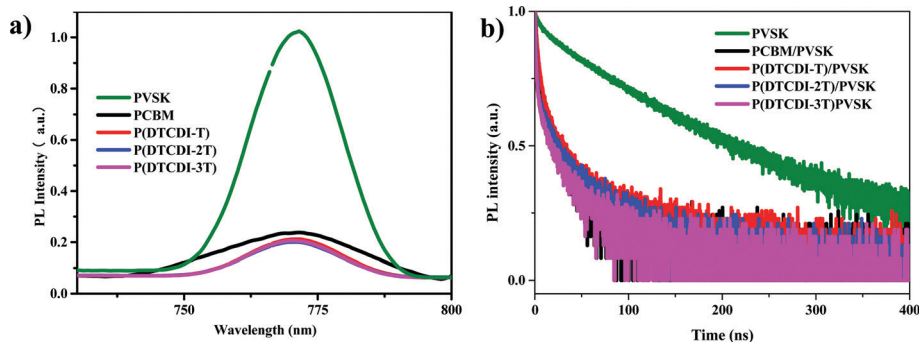 a)
PL Intensity ( a.u.)
1.0
0.8
0.6
0.4
0.2
0.0
PVSK
PCBM
P(DTCDI-T)
P(DTCDI-2T)
P(DTCDI-3T)
750
775
800
Wavelength (nm)
b)
PL intensity (a.u.)
1.0
0.5
0.0
PVSK
PCBM/PVSK
P(DTCDI-T)/PVSK
P(DTCDI-2T)/PVSK
P(DTCDI-3T)PVSK
0
100
200
300
400
Time (ns)